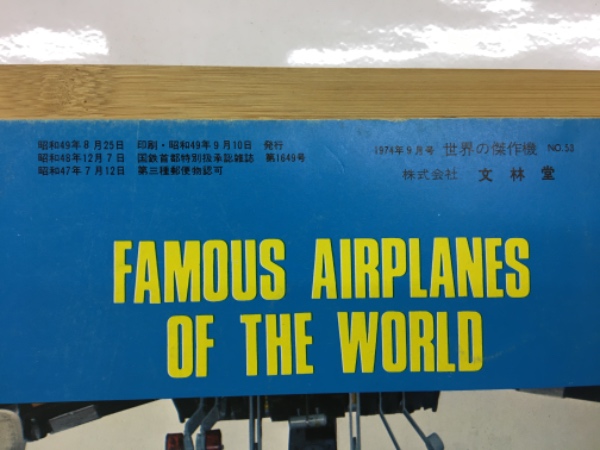 昭和49年8月25日 印刷・昭和49年9月10日 発行
昭和48年12月7日 国鉄首都特別扱承認雑誌 第1649号
昭和47年7月12日 第三種郵便物認可
1974年9月号 世界の傑作機 NO.53
株式会社 文林堂
FAMOUS AIRPLANES
OF THE WORLD